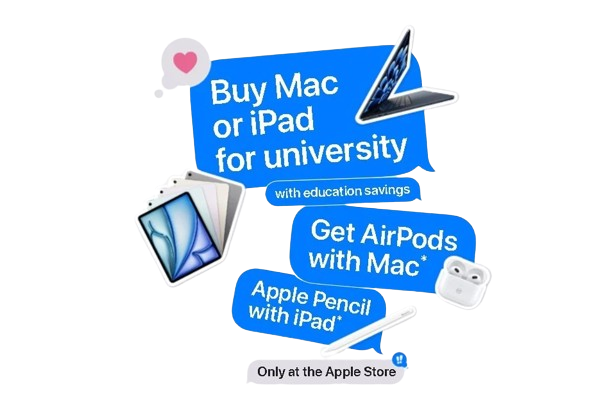 Buy Mac
or iPad
for university
with education savings
Get AirPods
with Mac*
Apple Pencil
with iPad*
Only at the Apple Store